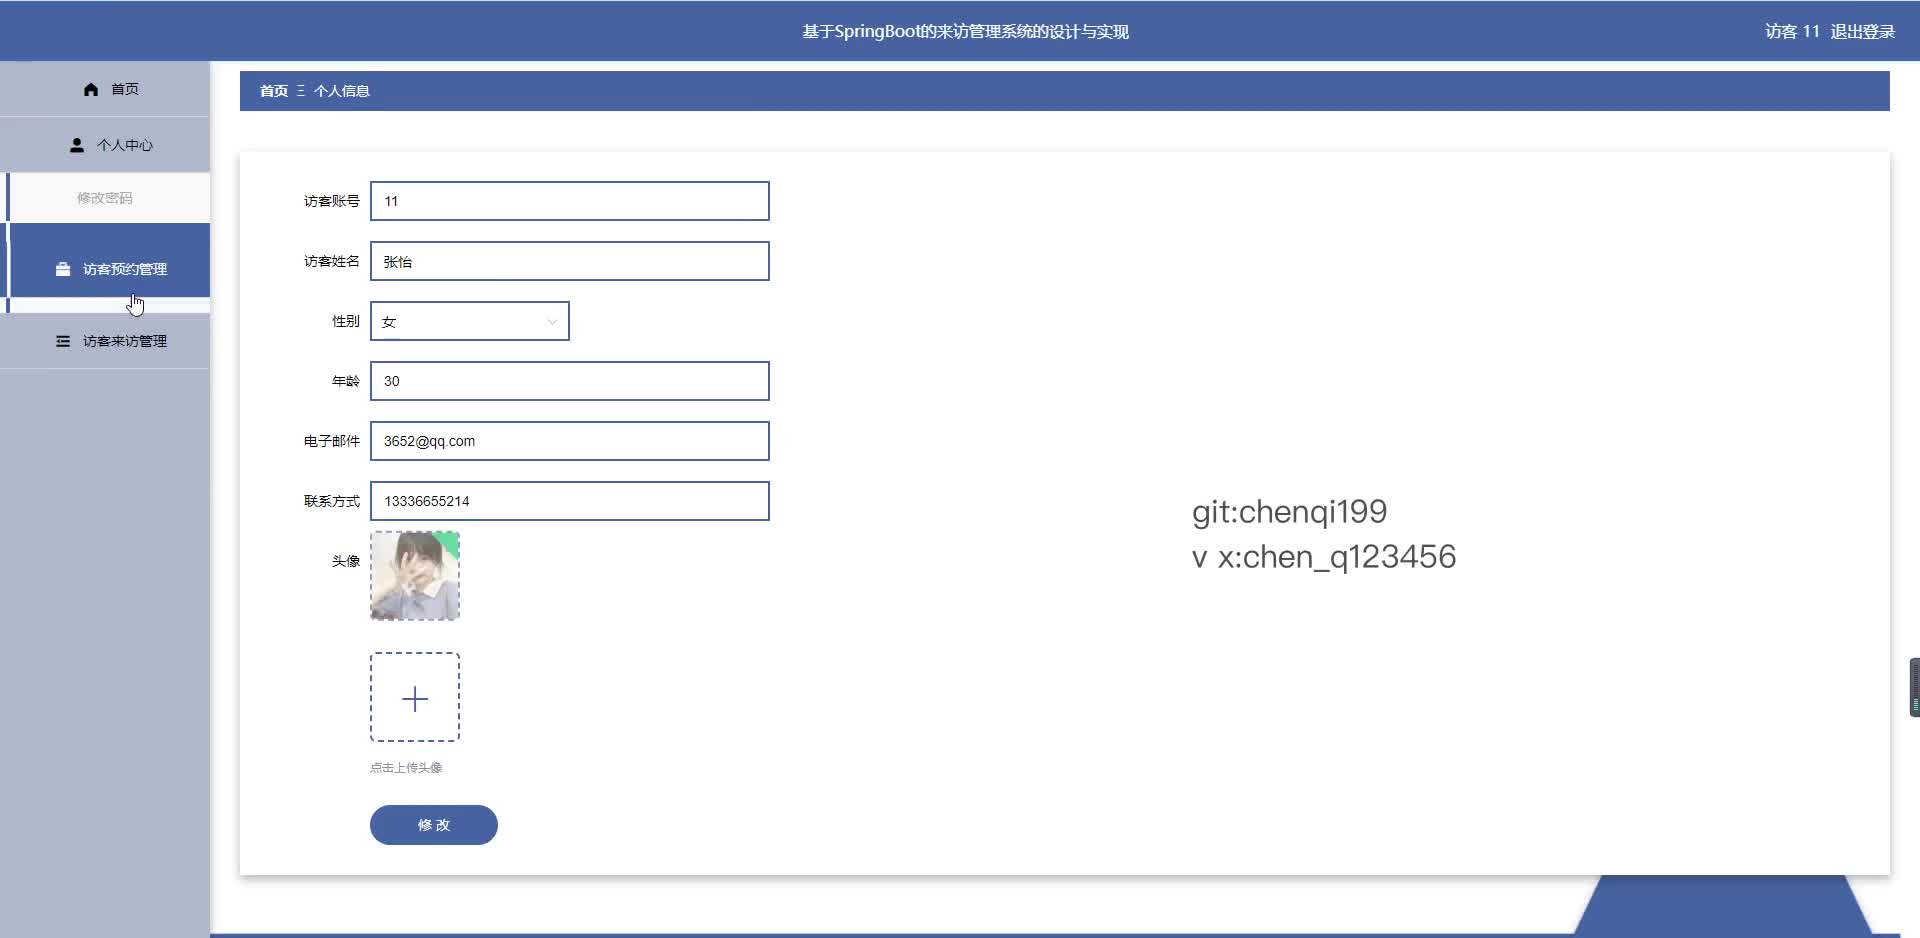 基于SpringBoot的来访管理系统的设计与实现
访客 11 退出登录
首页
个人中心
修改密码
访客预约管理
访客来访管理
首页 Ξ 个人信息
访客账号 11
访客姓名 张怡
性别 女
年龄 30
电子邮件 3652@qq.com
联系方式 13336655214
头像
点击上传头像
修 改
git:chenqi199
v x:chen_q123456